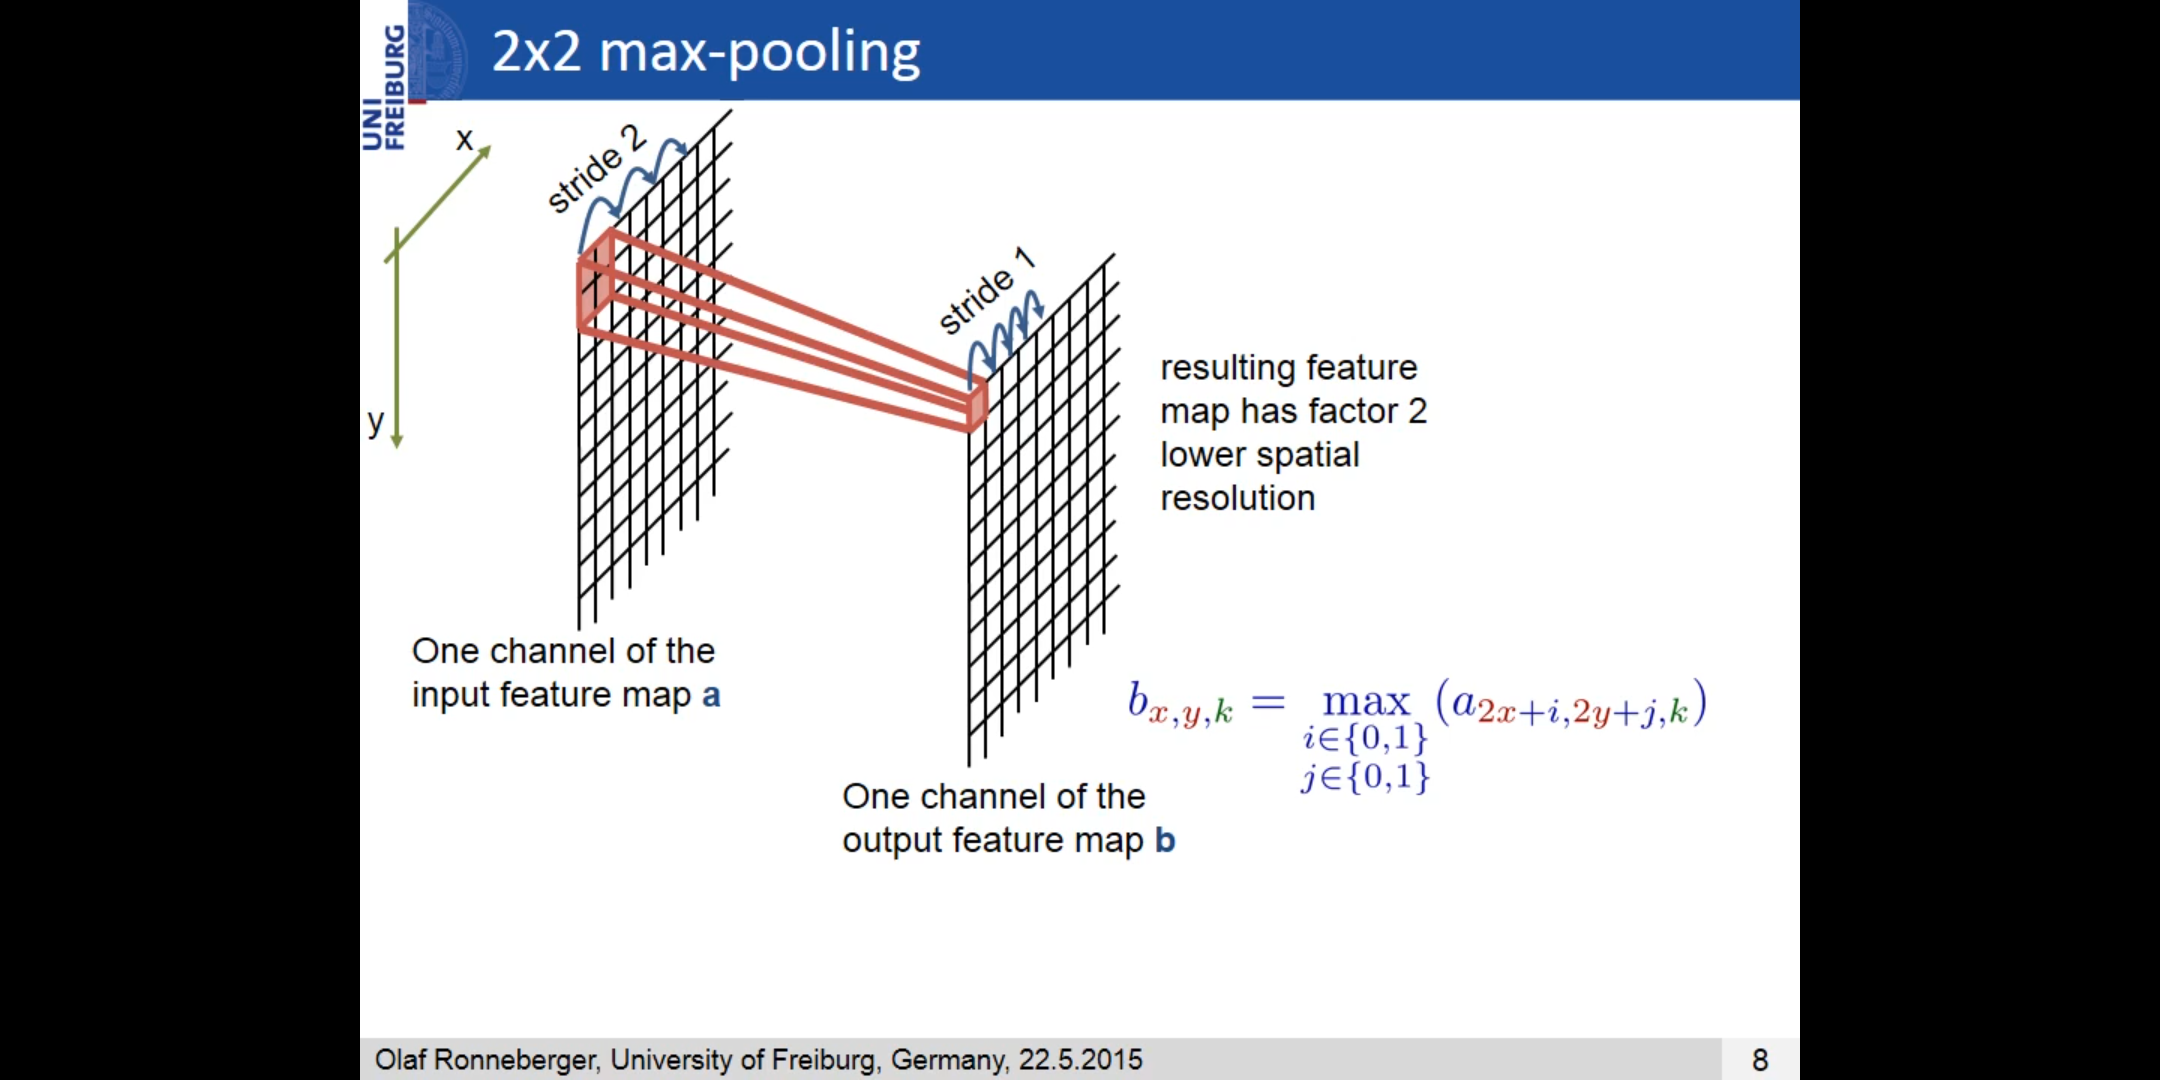 UNI
FREIBURG
2x2 max-pooling
x
y
stride 2
stride 1
resulting feature
map has factor 2
lower spatial
resolution
One channel of the
input feature map a
b_{x,y,k} = max_{i∈{0,1} j∈{0,1}} (a_{2x+i,2y+j,k})
One channel of the
output feature map b
Olaf Ronneberger, University of Freiburg, Germany, 22.5.2015
8